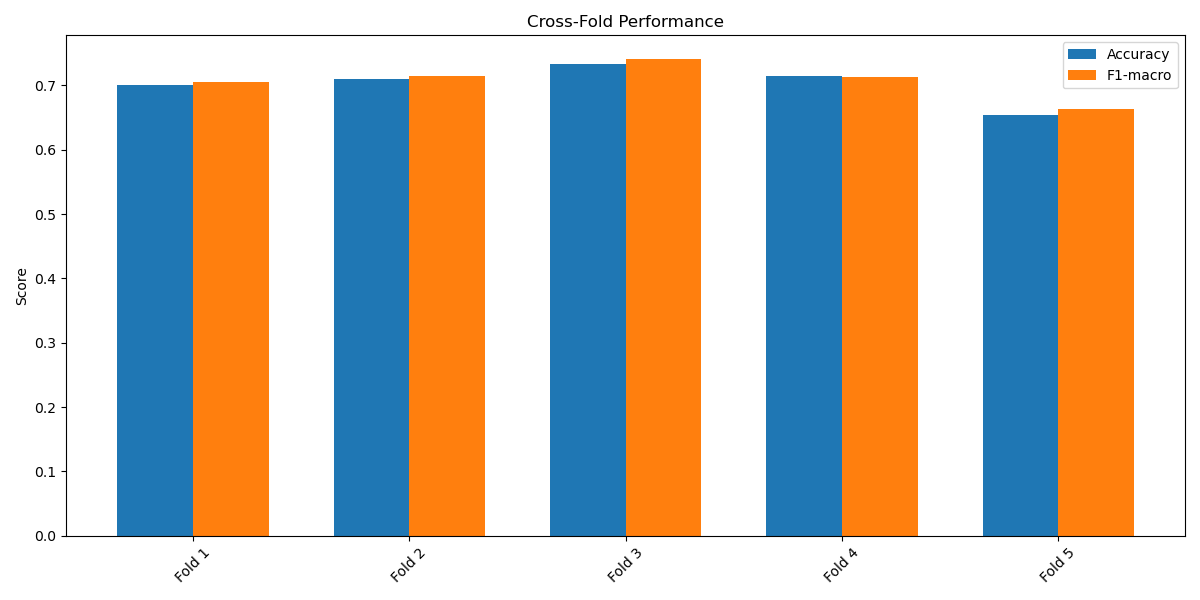 Cross-Fold Performance
Accuracy
F1-macro
Score
0.7
0.6
0.5
0.4
0.3
0.2
0.1
0.0
Fold 1
Fold 2
Fold 3
Fold 4
Fold 5